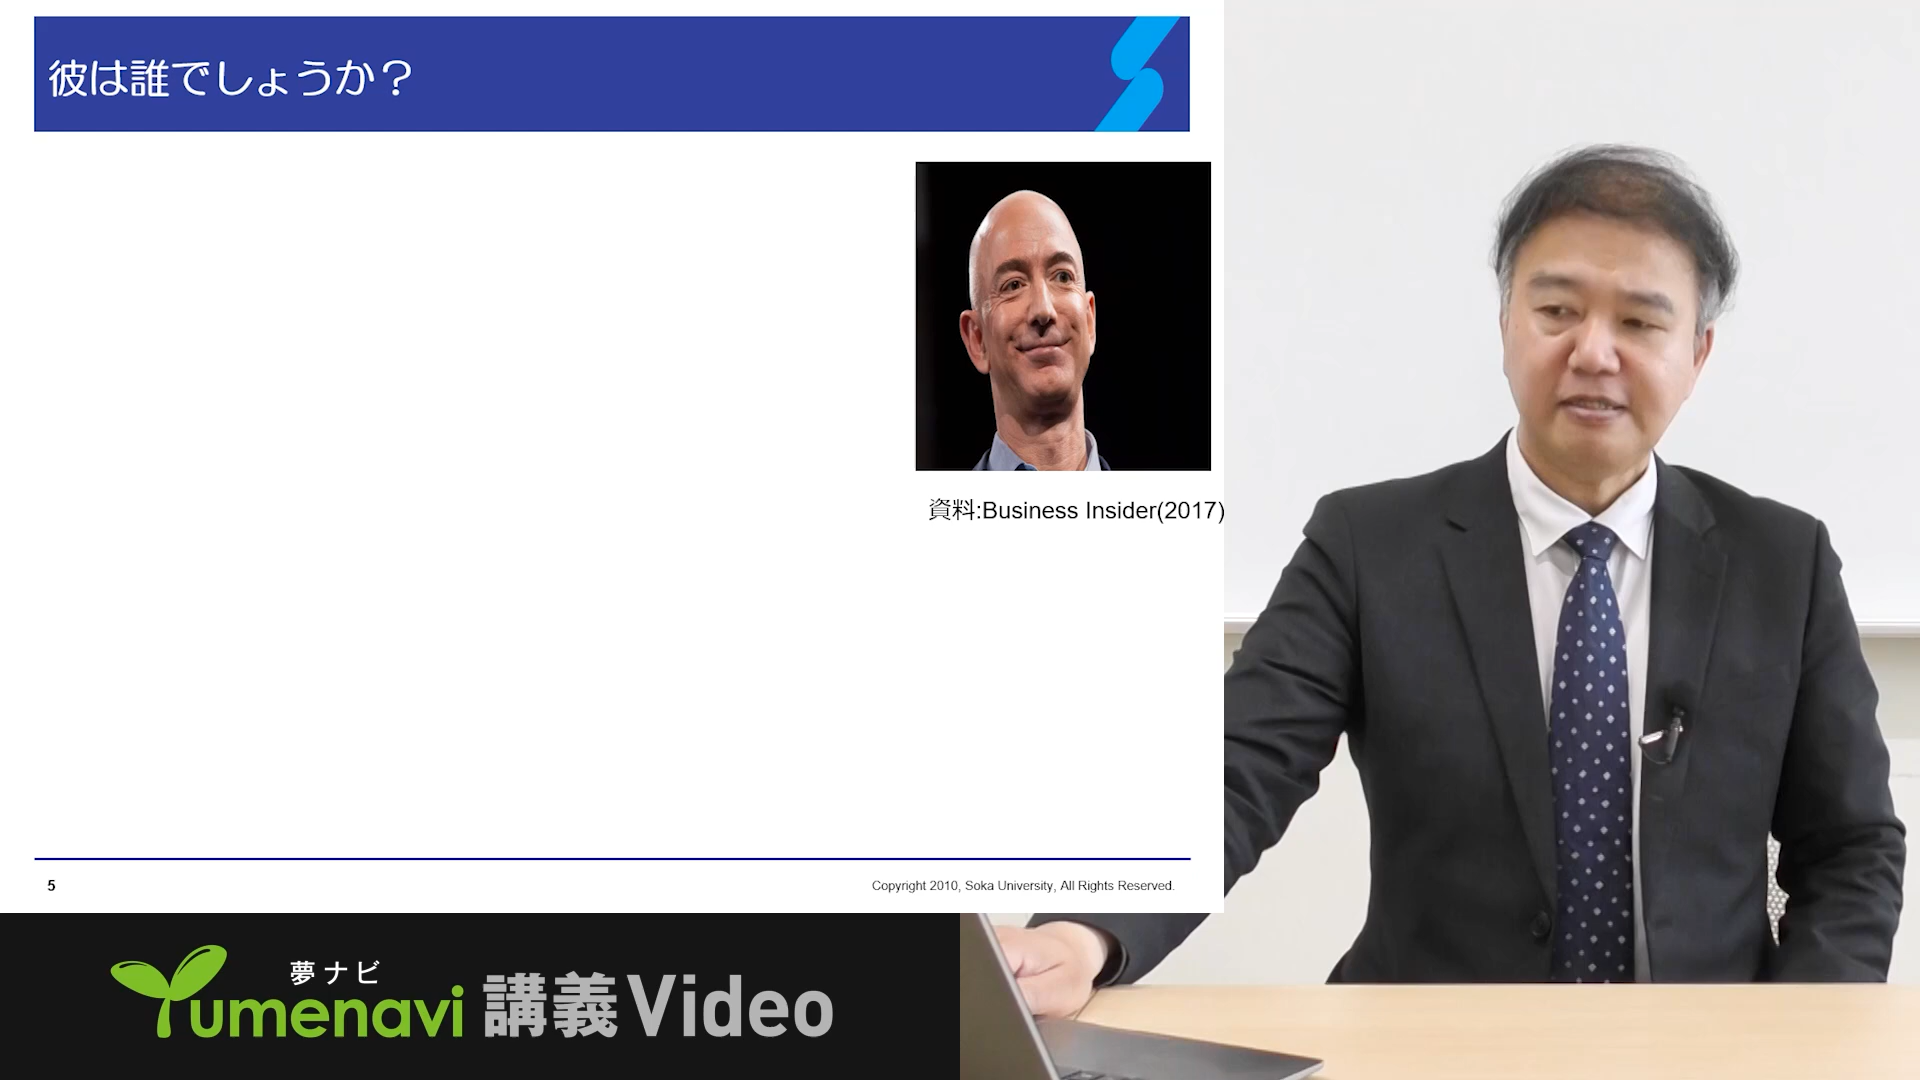 彼は誰でしょうか？
資料:Business Insider(2017)
5
Copyright 2010, Soka University, All Rights Reserved.
夢ナビ
Yumenavi 講義Video